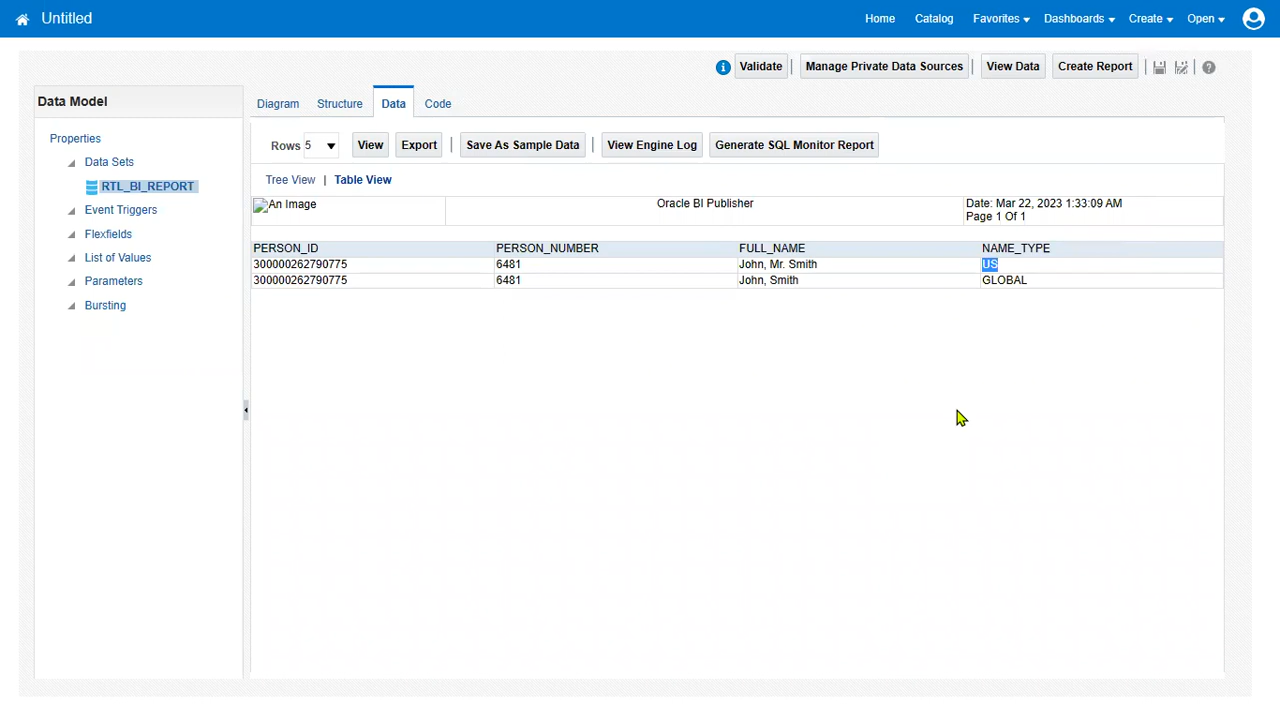 Untitled
Home Catalog Favorites Dashboards Create Open
Validate Manage Private Data Sources View Data Create Report
Data Model
Diagram Structure Data Code
Properties
Data Sets
RTL_BI_REPORT
Event Triggers
Flexfields
List of Values
Parameters
Bursting
Rows 5 View Export Save As Sample Data View Engine Log Generate SQL Monitor Report
Tree View | Table View
An Image Oracle BI Publisher Date: Mar 22, 2023 1:33:09 AM
Page 1 Of 1
PERSON_ID PERSON_NUMBER FULL_NAME NAME_TYPE
300000262790775 6481 John, Mr. Smith US
300000262790775 6481 John, Smith GLOBAL